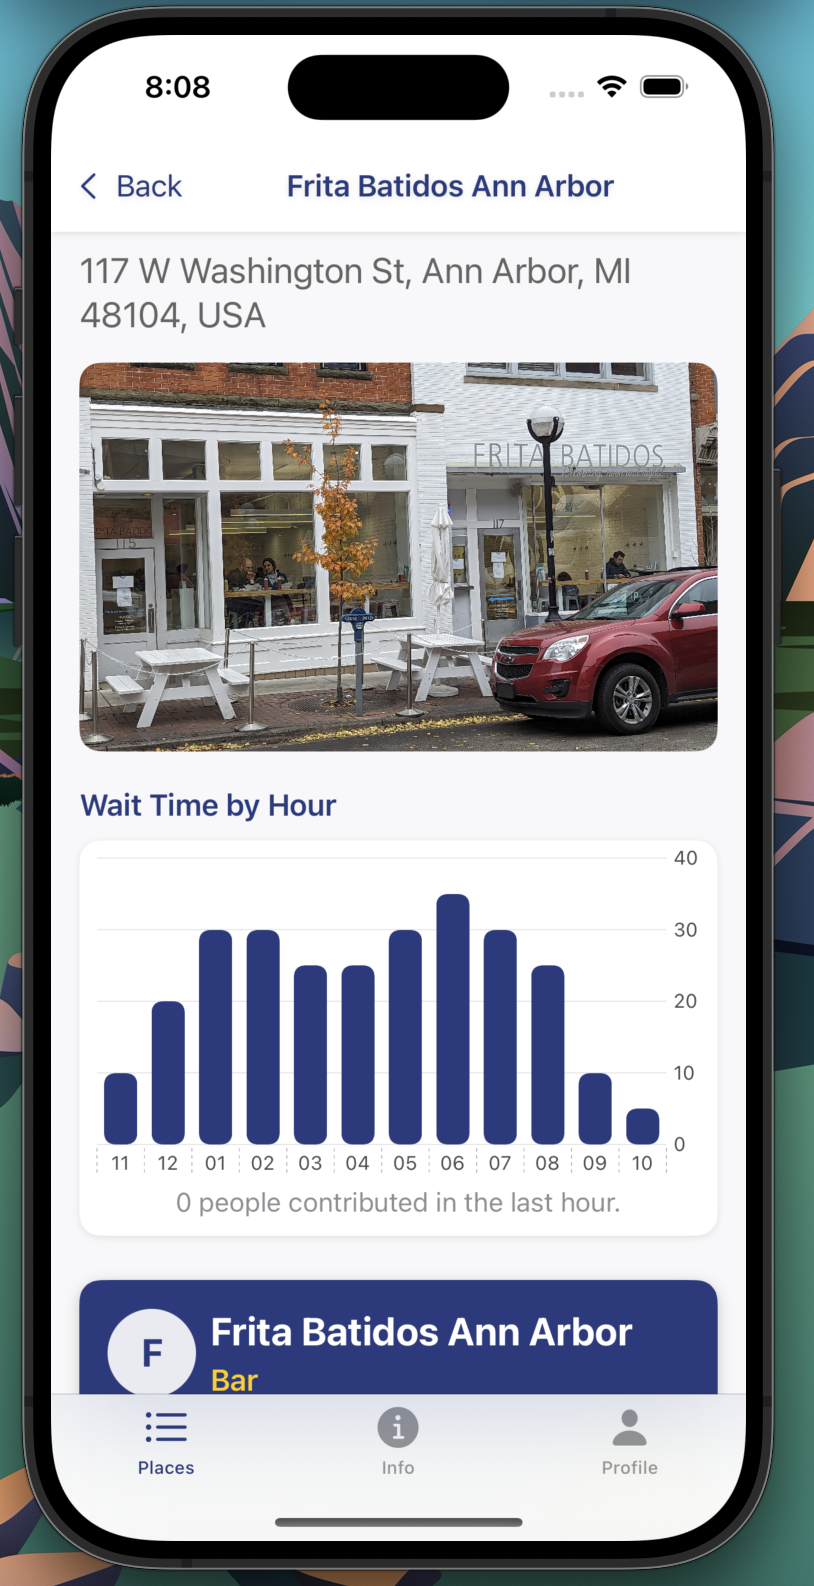 8:08
Back
Frita Batidos Ann Arbor
117 W Washington St, Ann Arbor, MI
48104, USA
FRITA BATIDOS
117
115
Wait Time by Hour
40
30
20
10
0
11 12 01 02 03 04 05 06 07 08 09 10
0 people contributed in the last hour.
F
Frita Batidos Ann Arbor
Bar
Places
Info
Profile